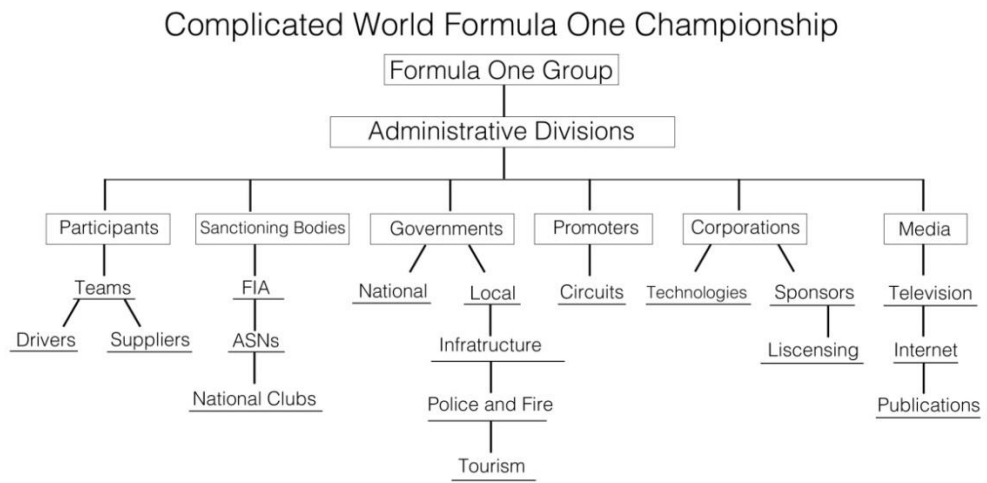 Complicated World Formula One Championship
Formula One Group
Administrative Divisions
Participants
Sanctioning Bodies
Governments
Promoters
Corporations
Media
Teams
FIA
National
Local
Circuits
Technologies
Sponsors
Television
Drivers
Suppliers
ASNs
Infratructure
Liscensing
Internet
National Clubs
Police and Fire
Publications
Tourism